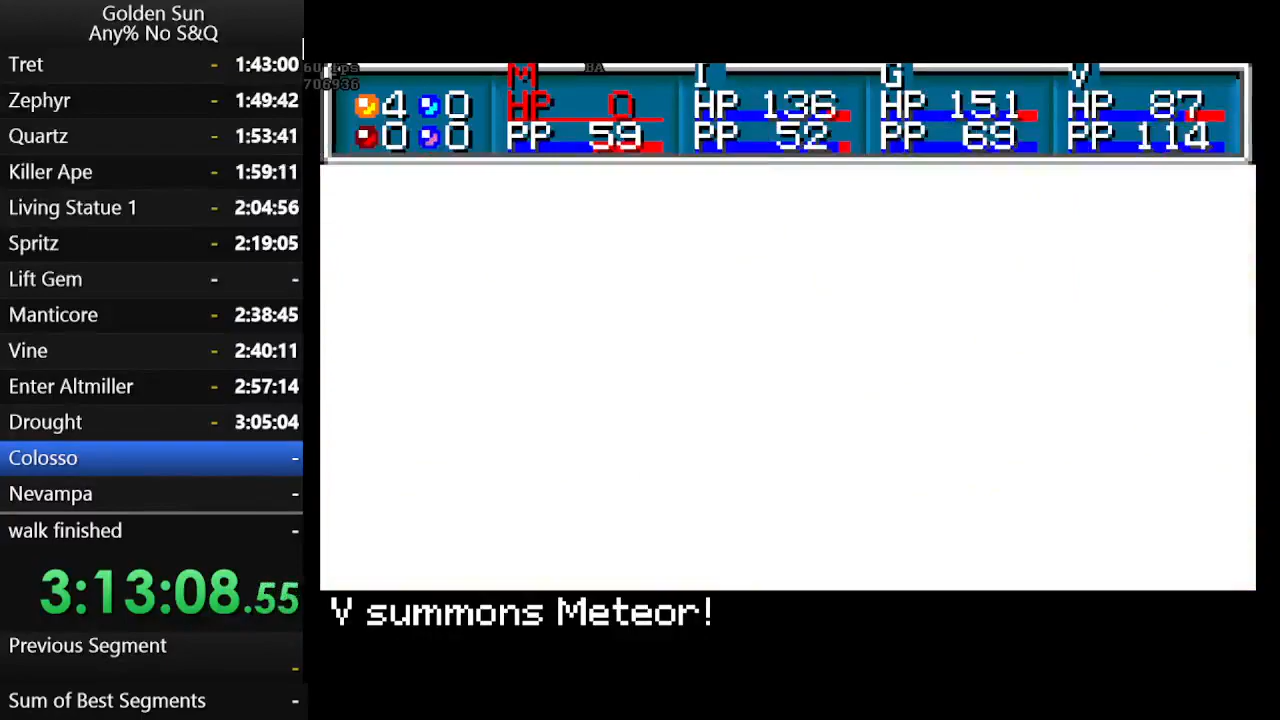 Golden Sun
Any% No S&Q
Tret - 1:43:00
Zephyr - 1:49:42
Quartz - 1:53:41
Killer Ape - 1:59:11
Living Statue 1 - 2:04:56
Spritz - 2:19:05
Lift Gem - -
Manticore - 2:38:45
Vine - 2:40:11
Enter Altmiller - 2:57:14
Drought - 3:05:04
Colosso -
Nevampa -
walk finished -
3:13:08.55
Previous Segment
-
Sum of Best Segments -
60 fps
706936
BA
M I G V
4 0 HP 0 HP 136 HP 151 HP 87
0 0 PP 59 PP 52 PP 69 PP 114
V summons Meteor!